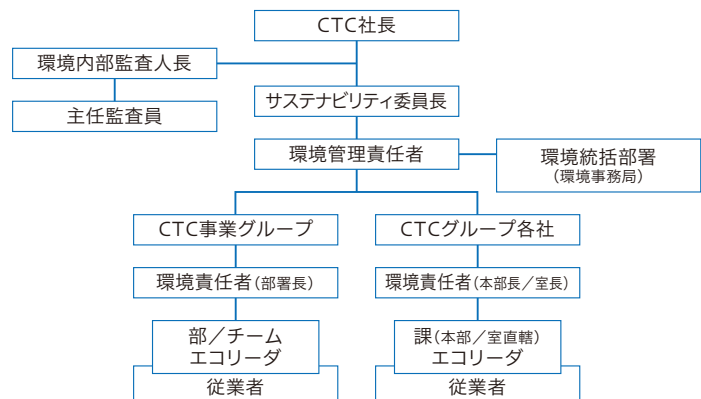 CTC社長
環境内部監査人長
主任監査員
サステナビリティ委員長
環境管理責任者
環境統括部署
（環境事務局）
CTC事業グループ
CTCグループ各社
環境責任者（部署長）
環境責任者（本部長／室長）
部／チーム
エコリーダ
従業者
課（本部／室直轄）
エコリーダ
従業者